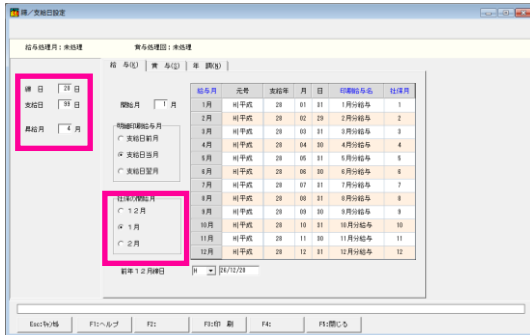 締/支給日設定
給与処理月:未処理 賞与処理回:未処理
給 与(K) 賞 与(S) 年 調(N)
締 日 20 日
支給日 99 日
昇給月 4 月
開始月 1 月
明細印刷給与月
支給日前月
支給日当月
支給日翌月
社保の開始月
12月
1月
2月
前年12月締日 H 26/12/20
給与月 元号 支給年 月 日 印刷給与名 社保月
1月 H(平成 28 01 31 1月分給与 1
2月 H(平成 28 02 29 2月分給与 2
3月 H(平成 28 03 31 3月分給与 3
4月 H(平成 28 04 30 4月分給与 4
5月 H(平成 28 05 31 5月分給与 5
6月 H(平成 28 06 30 6月分給与 6
7月 H(平成 28 07 31 7月分給与 7
8月 H(平成 28 08 31 8月分給与 8
9月 H(平成 28 09 30 9月分給与 9
10月 H(平成 28 10 31 10月分給与 10
11月 H(平成 28 11 30 11月分給与 11
12月 H(平成 28 12 31 12月分給与 12
Esc:キャンセル F1:ヘルプ F2: F3:印 刷 F4: F5:閉じる